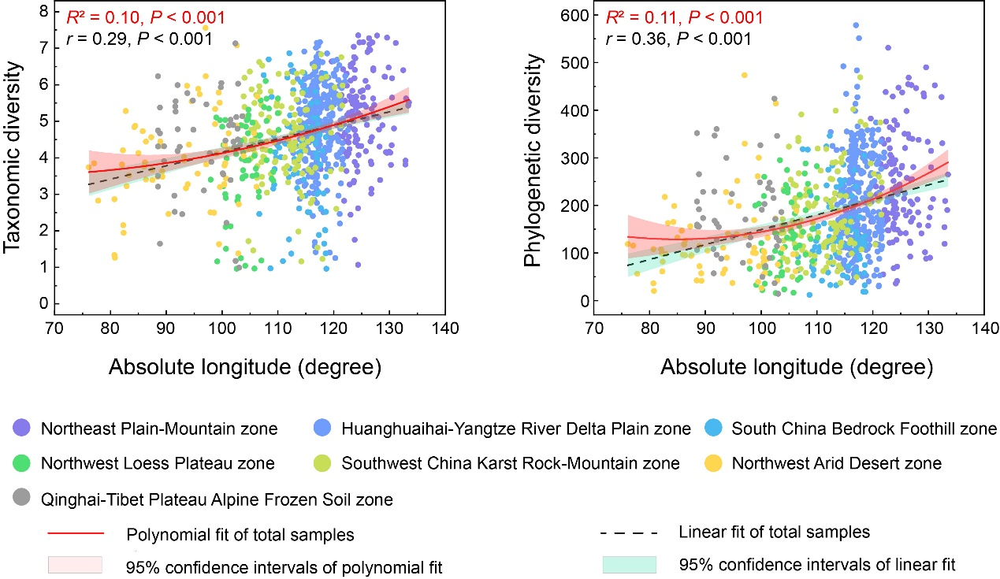 R² = 0.10, P < 0.001
r = 0.29, P < 0.001
Taxonomic diversity
8
7
6
5
4
3
2
1
0
70 80 90 100 110 120 130 140
Absolute longitude (degree)
R² = 0.11, P < 0.001
r = 0.36, P < 0.001
Phylogenetic diversity
600
500
400
300
200
100
0
70 80 90 100 110 120 130 140
Absolute longitude (degree)
Northeast Plain-Mountain zone
Huanghuaihai-Yangtze River Delta Plain zone
South China Bedrock Foothill zone
Northwest Loess Plateau zone
Southwest China Karst Rock-Mountain zone
Northwest Arid Desert zone
Qinghai-Tibet Plateau Alpine Frozen Soil zone
Polynomial fit of total samples
Linear fit of total samples
95% confidence intervals of polynomial fit
95% confidence intervals of linear fit